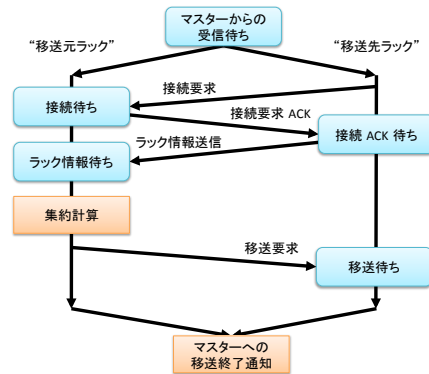 マスターからの
受信待ち
“移送元ラック”
“移送先ラック”
接続要求
接続待ち
接続要求 ACK
接続 ACK 待ち
ラック情報送信
ラック情報待ち
集約計算
移送要求
移送待ち
マスターへの
移送終了通知